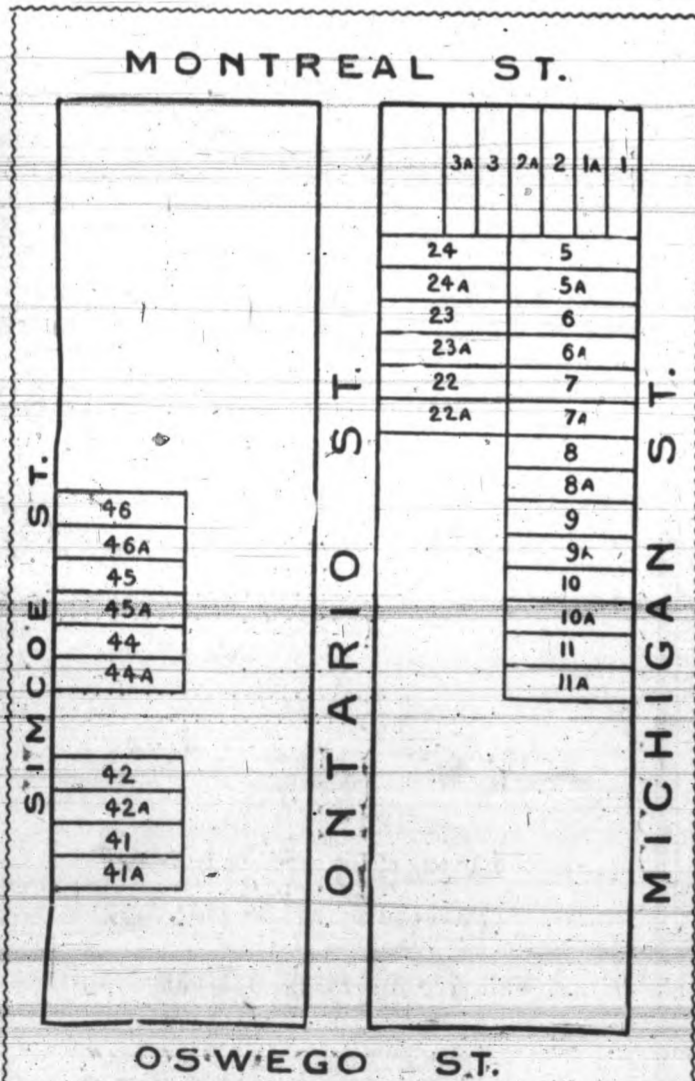 MONTREAL ST.
3A 3 2A 2 1A 1
24 5
24A 5A
23 6
23A 6A
22 7
22A 7A
8
8A
9
9A
10
10A
11
11A
46
46A
45
45A
44
44A
42
42A
41
41A
SIMCOE ST.
ONTARIO ST.
MICHIGAN ST.
OSWEGO ST.